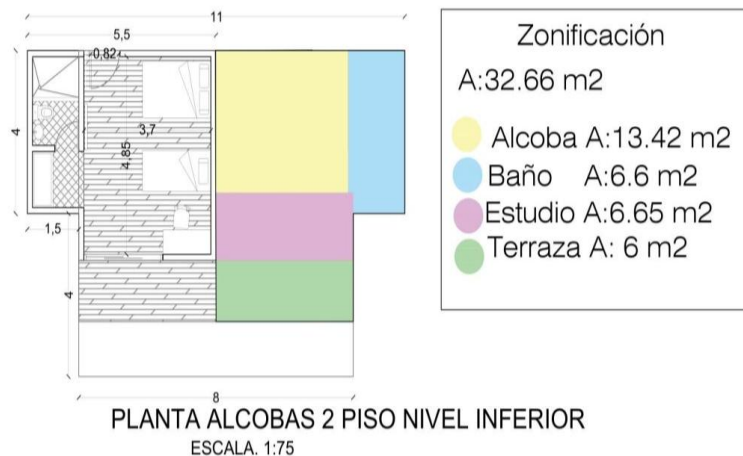 11
5,5
0,82
4
3,7
4,85
1,5
4
8
PLANTA ALCOBAS 2 PISO NIVEL INFERIOR
ESCALA. 1:75
Zonificación
A:32.66 m2
Alcoba A:13.42 m2
Baño A:6.6 m2
Estudio A:6.65 m2
Terraza A: 6 m2